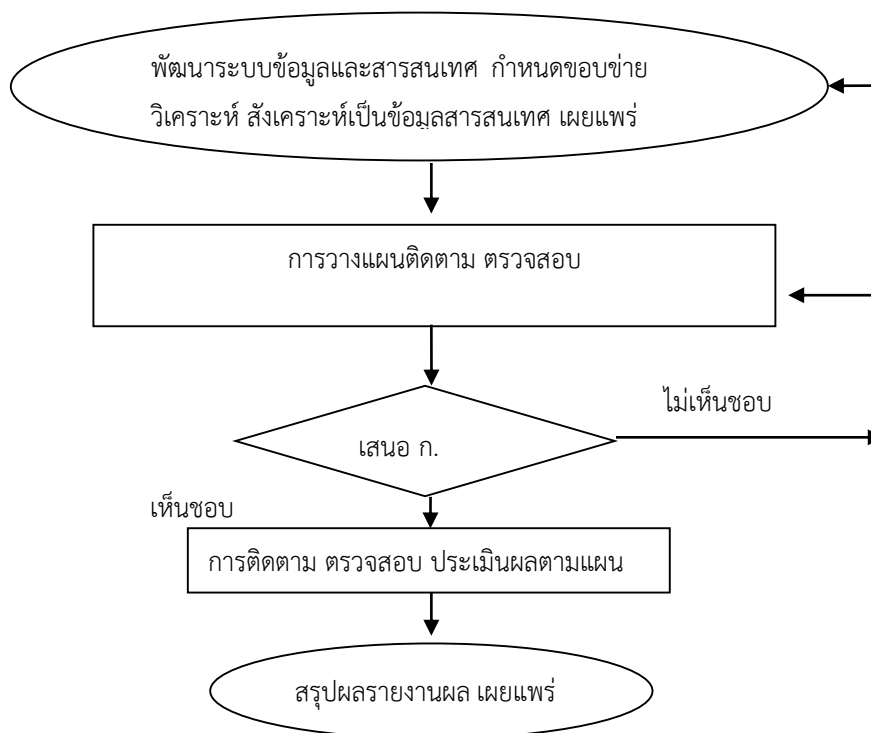 พัฒนาระบบข้อมูลและสารสนเทศ กำหนดขอบข่าย
วิเคราะห์ สังเคราะห์เป็นข้อมูลสารสนเทศ เผยแพร่
การวางแผนติดตาม ตรวจสอบ
ไม่เห็นชอบ
เสนอ ก.
เห็นชอบ
การติดตาม ตรวจสอบ ประเมินผลตามแผน
สรุปผลรายงานผล เผยแพร่